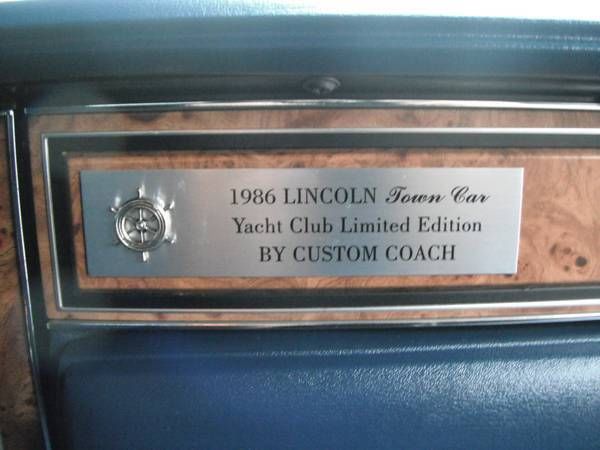 1986 LINCOLN Town Car
Yacht Club Limited Edition
BY CUSTOM COACH